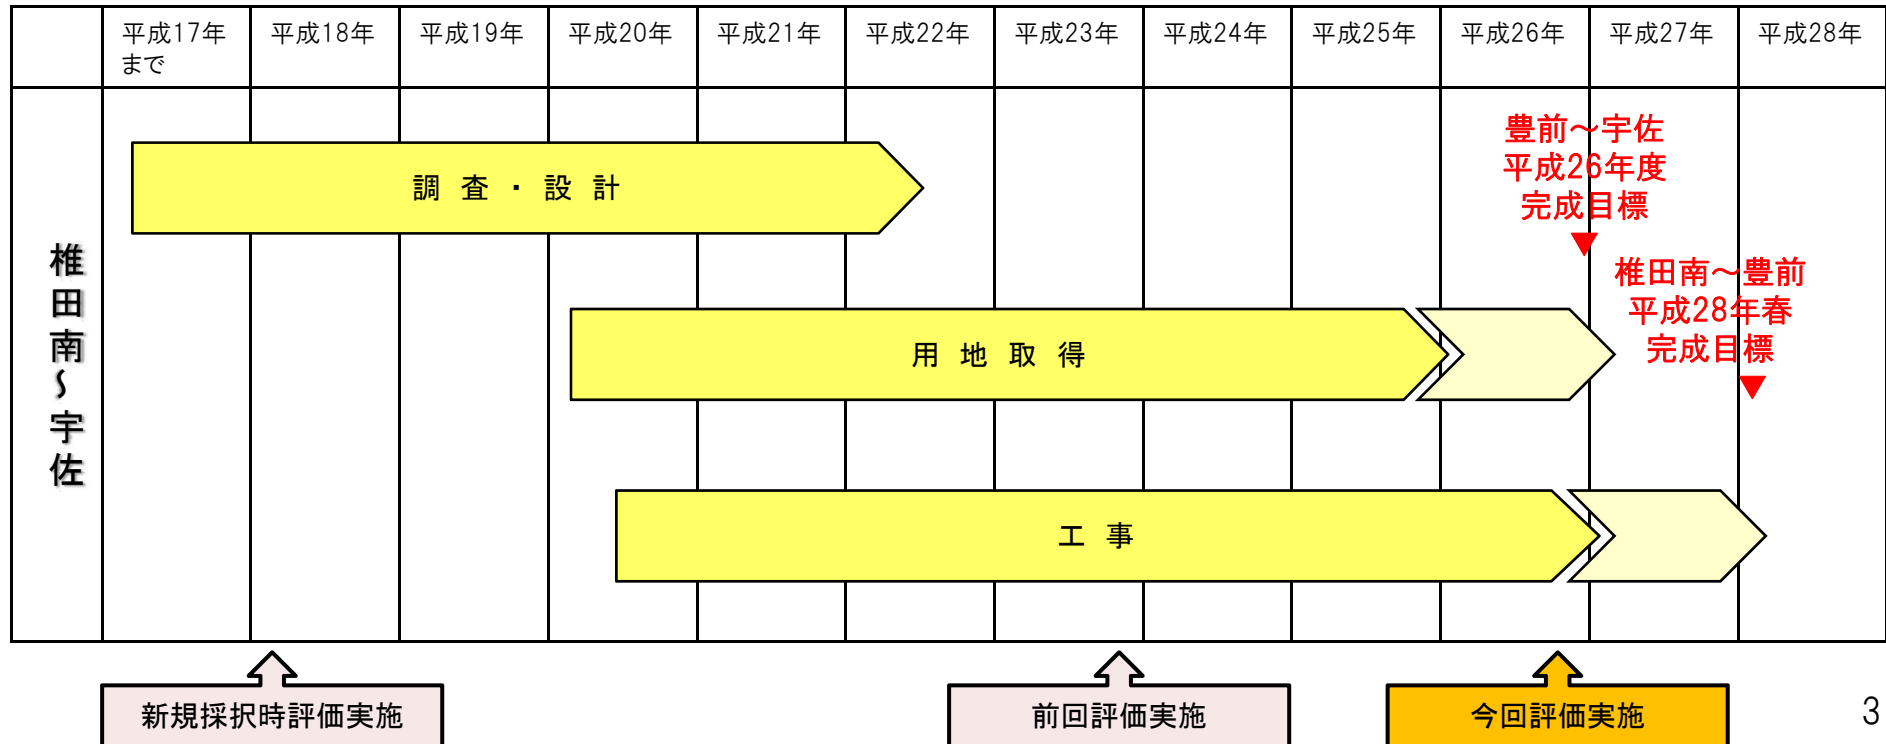 平成17年
まで
平成18年
平成19年
平成20年
平成21年
平成22年
平成23年
平成24年
平成25年
平成26年
平成27年
平成28年
椎田南～宇佐
調査・設計
豊前～宇佐
平成26年度
完成目標
椎田南～豊前
平成28年春
完成目標
用地取得
工事
新規採択時評価実施
前回評価実施
今回評価実施
3